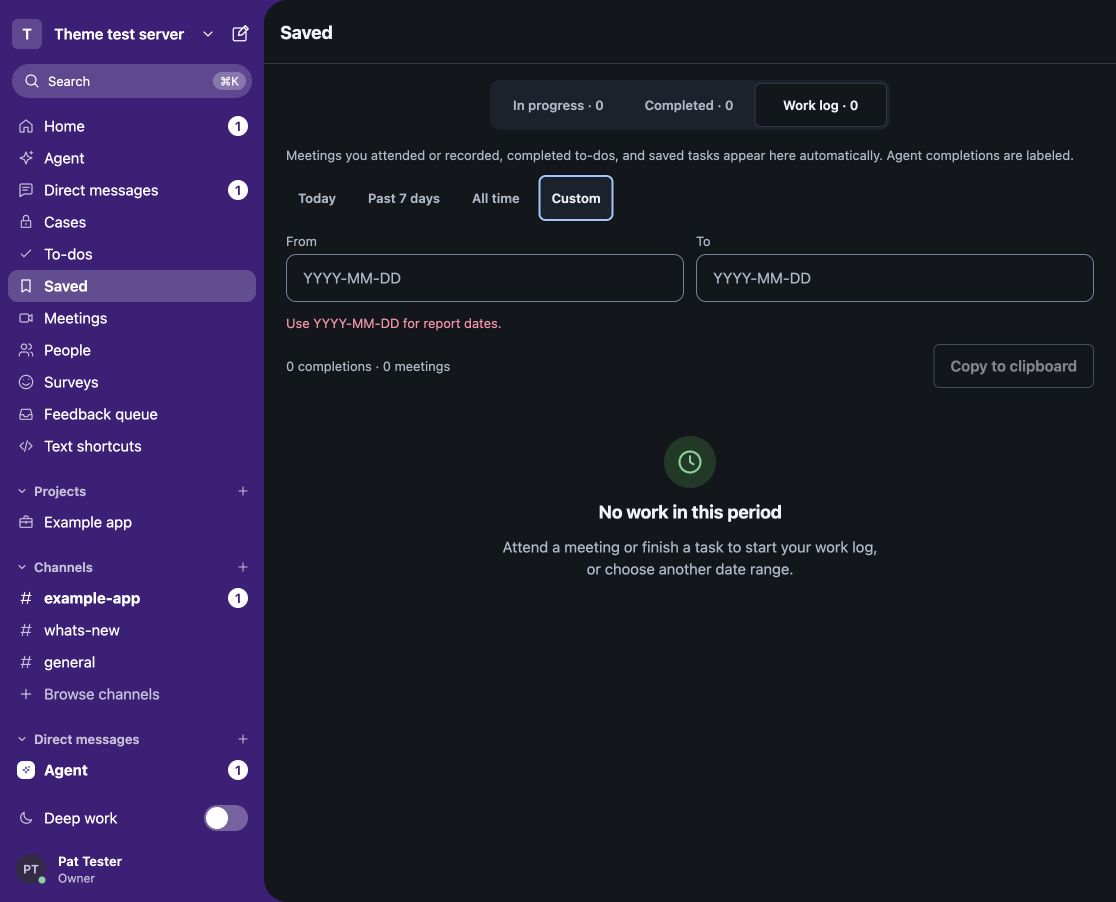 T Theme test server
Search ⌘K
Home 1
Agent
Direct messages 1
Cases
To-dos
Saved
Meetings
People
Surveys
Feedback queue
Text shortcuts
Projects
Example app
Channels
# example-app 1
# whats-new
# general
Browse channels
Direct messages
Agent 1
Deep work
PT Pat Tester
Owner
Saved
In progress · 0 Completed · 0 Work log · 0
Meetings you attended or recorded, completed to-dos, and saved tasks appear here automatically. Agent completions are labeled.
Today Past 7 days All time Custom
From To
YYYY-MM-DD YYYY-MM-DD
Use YYYY-MM-DD for report dates.
0 completions · 0 meetings Copy to clipboard
No work in this period
Attend a meeting or finish a task to start your work log,
or choose another date range.